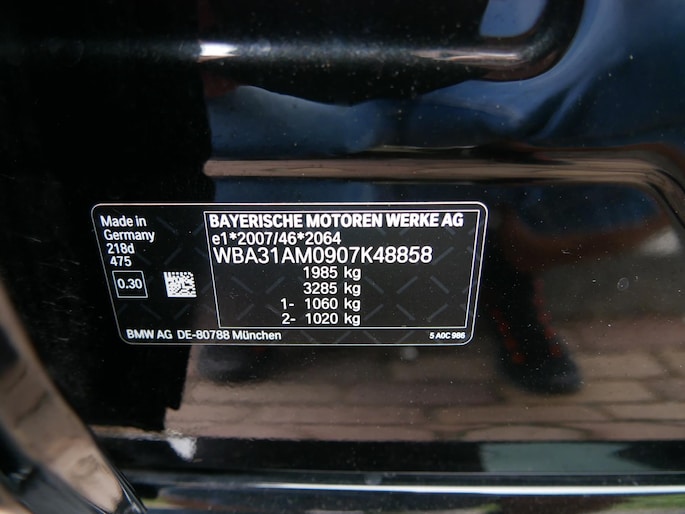 Made in
Germany
218d
475
0.30
BAYERISCHE MOTOREN WERKE AG
e1*2007/46*2064
WBA31AM0907K48858
1985 kg
3285 kg
1- 1060 kg
2- 1020 kg
BMW AG DE-80788 München
5 A0C 986